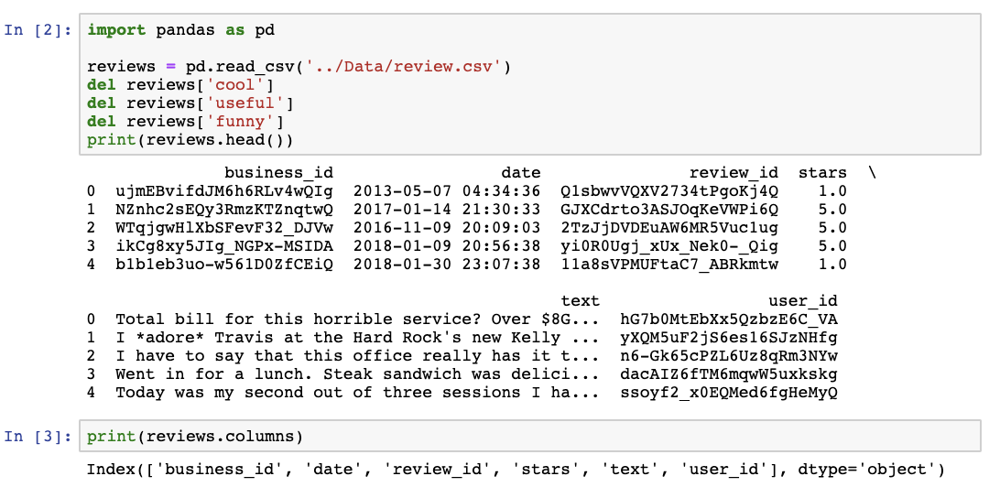 In [2]: import pandas as pd
reviews = pd.read_csv('../Data/review.csv')
del reviews['cool']
del reviews['useful']
del reviews['funny']
print(reviews.head())
business_id date review_id stars \
0 ujmEBvifdJM6h6RLv4wQIg 2013-05-07 04:34:36 Q1sbwvVQXV2734tPgoKj4Q 1.0
1 NZnhc2sEQy3RmzKTZnqtwQ 2017-01-14 21:30:33 GJXCdrto3ASJOqKeVWPi6Q 5.0
2 WTqjgwHlXbSFevF32_DJVw 2016-11-09 20:09:03 2TzJjDVDEuAW6MR5Vuc1ug 5.0
3 ikCg8xy5JIg_NGPx-MSIDA 2018-01-09 20:56:38 yi0R0Ugj_xUx_Nek0-_Qig 5.0
4 b1b1eb3uo-w561D0ZfCEiQ 2018-01-30 23:07:38 11a8sVPMUFtaC7_ABRkmtw 1.0
text user_id
0 Total bill for this horrible service? Over $8G... hG7b0MtEbXx5QzbzE6C_VA
1 I *adore* Travis at the Hard Rock's new Kelly ... yXQM5uF2jS6es16SJzNHfg
2 I have to say that this office really has it t... n6-Gk65cPZL6Uz8qRm3NYw
3 Went in for a lunch. Steak sandwich was delici... dacAIZ6fTM6mqwW5uxkskg
4 Today was my second out of three sessions I ha... ssoyf2_x0EQMed6fgHeMyQ
In [3]: print(reviews.columns)
Index(['business_id', 'date', 'review_id', 'stars', 'text', 'user_id'], dtype='object')